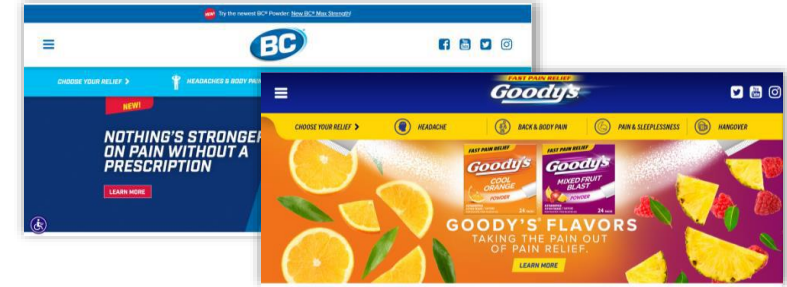 NEW! Try the newest BC® Powder: New BC® Max Strength!
BC
CHOOSE YOUR RELIEF >
HEADACHES & BODY PAIN
NEW!
NOTHING'S STRONGER
ON PAIN WITHOUT A
PRESCRIPTION
LEARN MORE
FAST PAIN RELIEF
Goody's
CHOOSE YOUR RELIEF >
HEADACHE
BACK & BODY PAIN
PAIN & SLEEPLESSNESS
HANGOVER
FAST PAIN RELIEF
Goody's
COOL
ORANGE
POWDER
24
FAST PAIN RELIEF
Goody's
MIXED FRUIT
BLAST
POWDER
24
GOODY'S® FLAVORS
TAKING THE PAIN OUT
OF PAIN RELIEF.
LEARN MORE